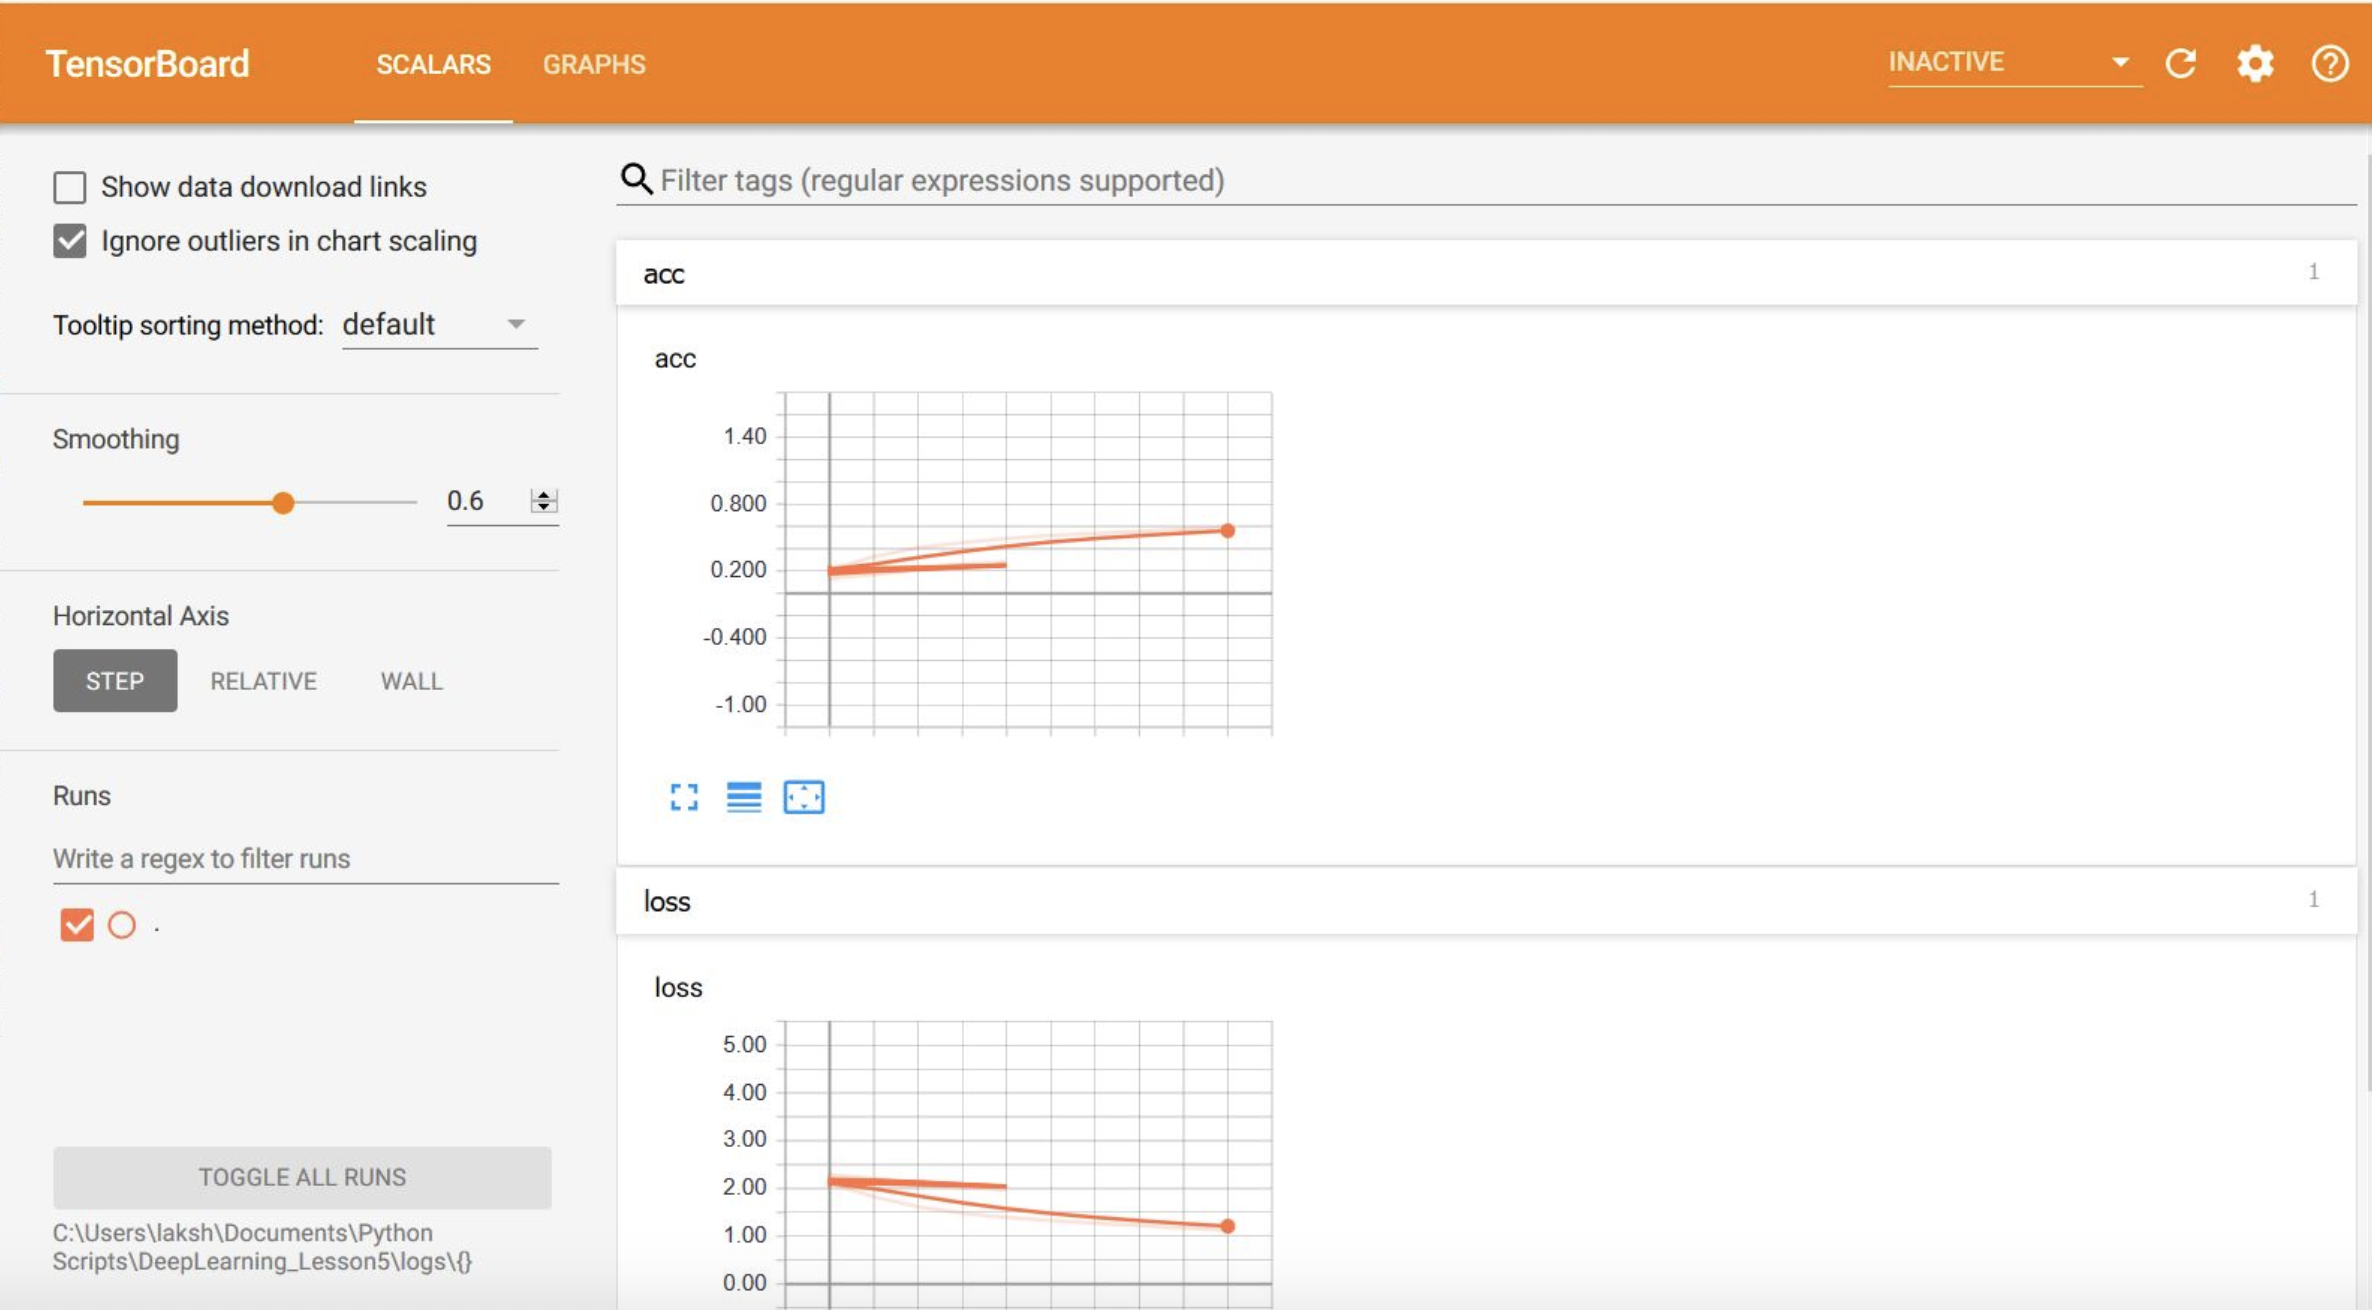 TensorBoard SCALARS GRAPHS INACTIVE
Show data download links
Ignore outliers in chart scaling
Tooltip sorting method: default
Smoothing
0.6
Horizontal Axis
STEP RELATIVE WALL
Runs
Write a regex to filter runs
.
TOGGLE ALL RUNS
C:\Users\laksh\Documents\Python
Scripts\DeepLearning_Lesson5\logs\{}
Filter tags (regular expressions supported)
acc 1
acc
1.40
0.800
0.200
-0.400
-1.00
loss 1
loss
5.00
4.00
3.00
2.00
1.00
0.00